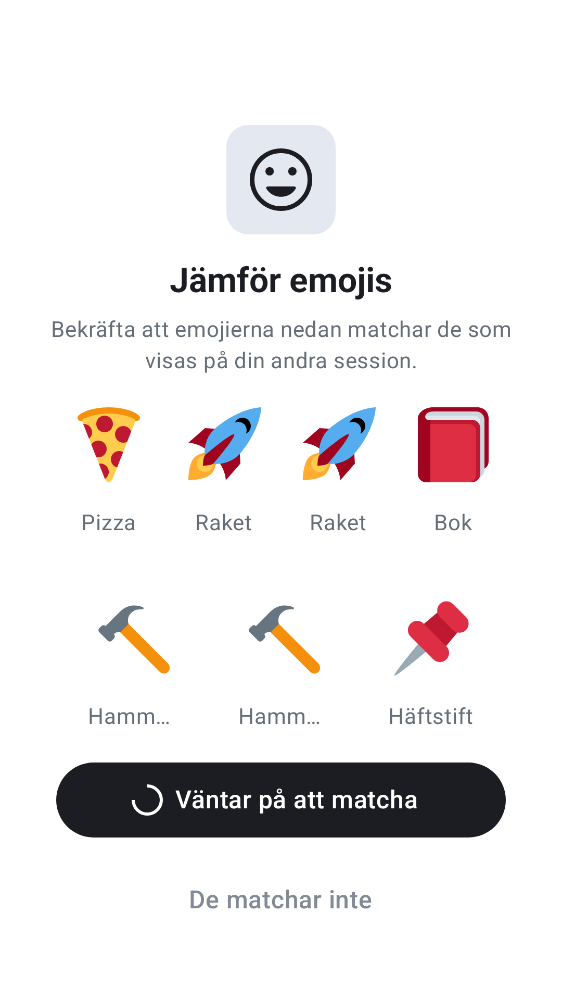 Jämför emojis
Bekräfta att emojierna nedan matchar de som
visas på din andra session.
Pizza Raket Raket Bok
Hamm… Hamm… Häftstift
Väntar på att matcha
De matchar inte